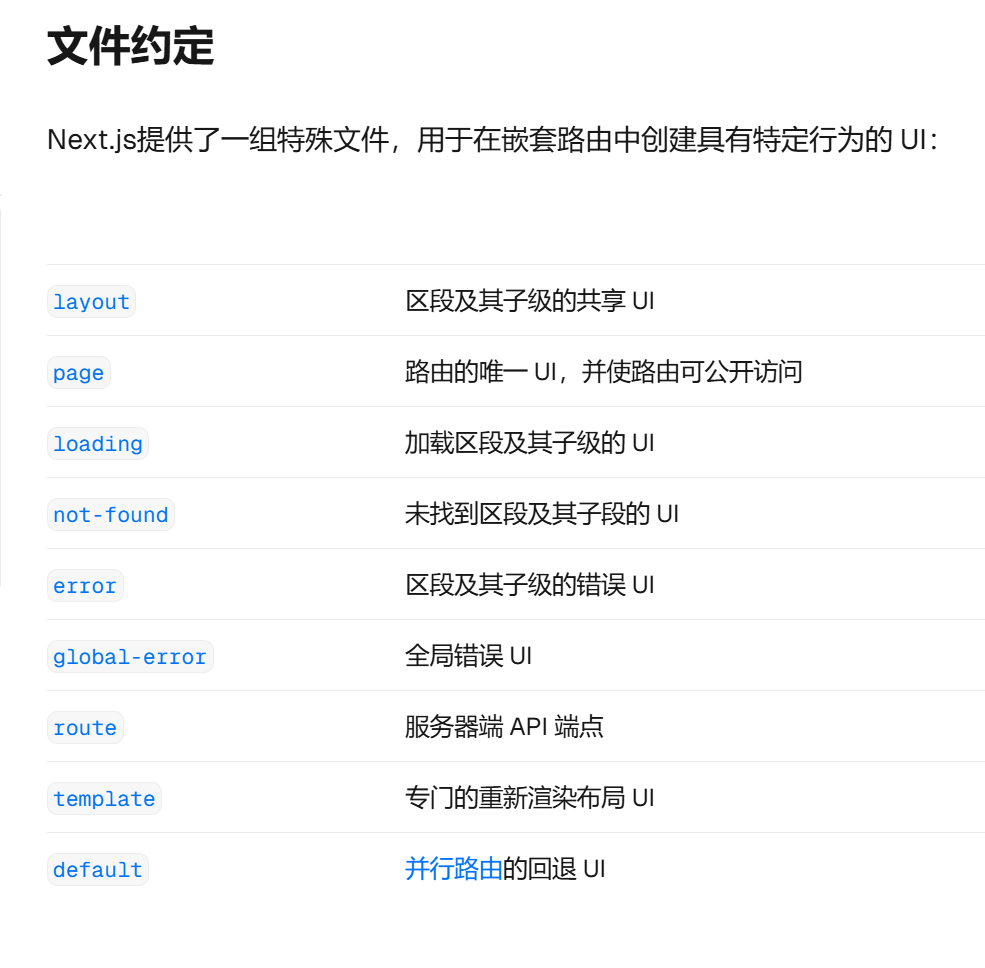 文件约定
Next.js提供了一组特殊文件，用于在嵌套路由中创建具有特定行为的 UI：
layout 区段及其子级的共享 UI
page 路由的唯一 UI，并使路由可公开访问
loading 加载区段及其子级的 UI
not-found 未找到区段及其子段的 UI
error 区段及其子级的错误 UI
global-error 全局错误 UI
route 服务器端 API 端点
template 专门的重新渲染布局 UI
default 并行路由的回退 UI